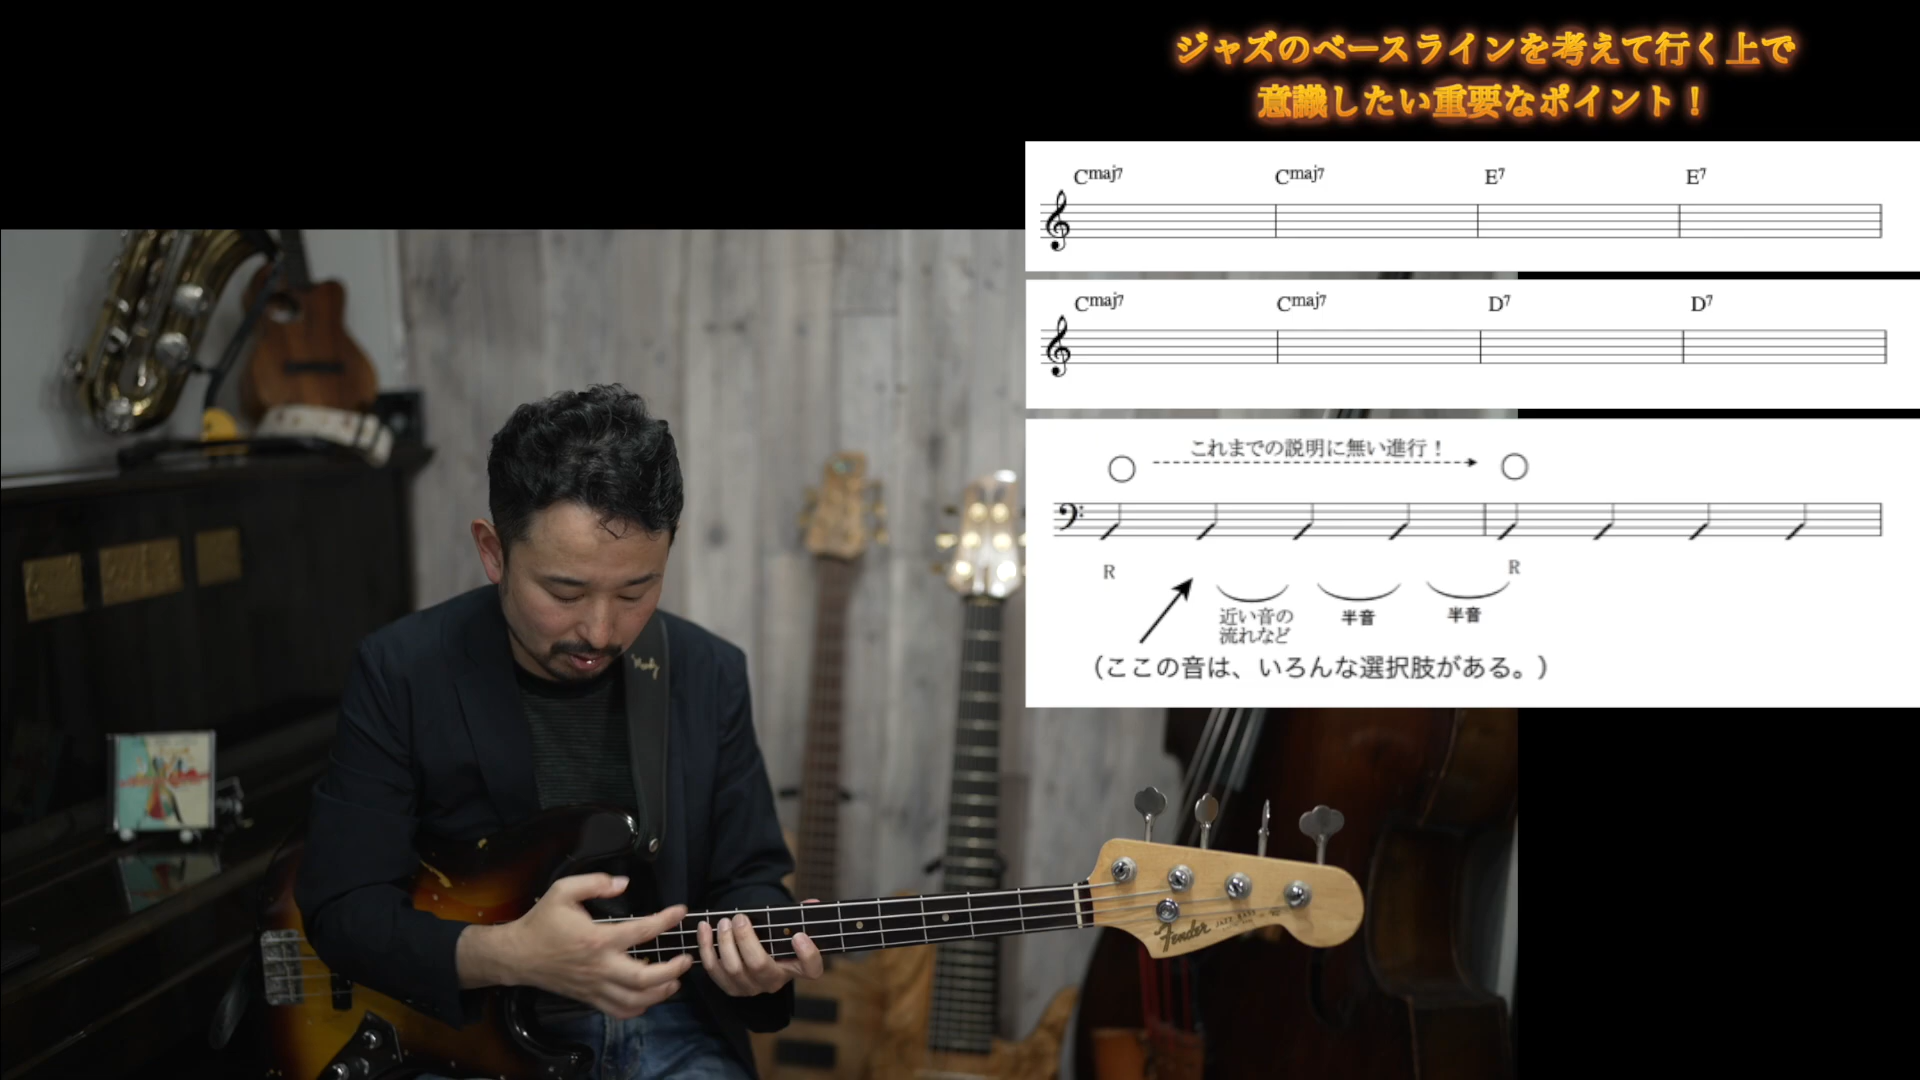 ジャズのベースラインを考えて行く上で
意識したい重要なポイント！
Cmaj7 Cmaj7 E7 E7
Cmaj7 Cmaj7 D7 D7
これまでの説明に無い進行！
R R
近い音の
流れなど
半音 半音
（ここの音は、いろんな選択肢がある。）
Fender